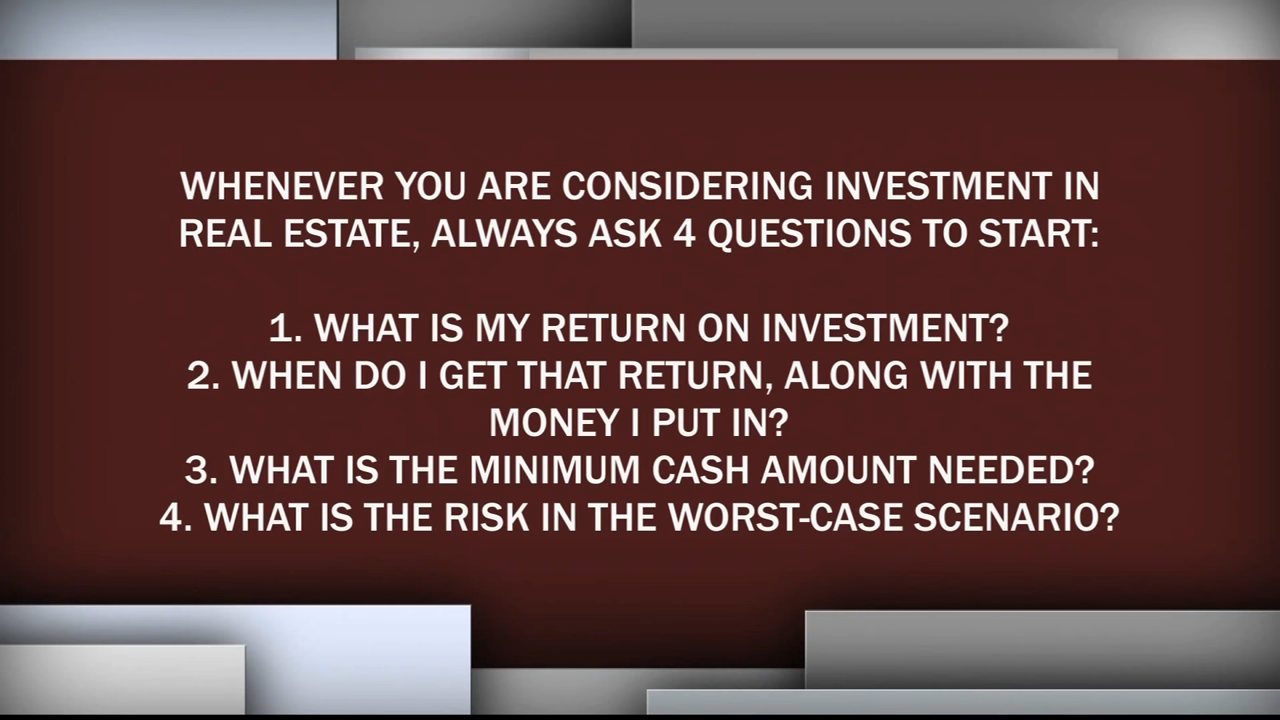 WHENEVER YOU ARE CONSIDERING INVESTMENT IN
REAL ESTATE, ALWAYS ASK 4 QUESTIONS TO START:
1. WHAT IS MY RETURN ON INVESTMENT?
2. WHEN DO I GET THAT RETURN, ALONG WITH THE
MONEY I PUT IN?
3. WHAT IS THE MINIMUM CASH AMOUNT NEEDED?
4. WHAT IS THE RISK IN THE WORST-CASE SCENARIO?